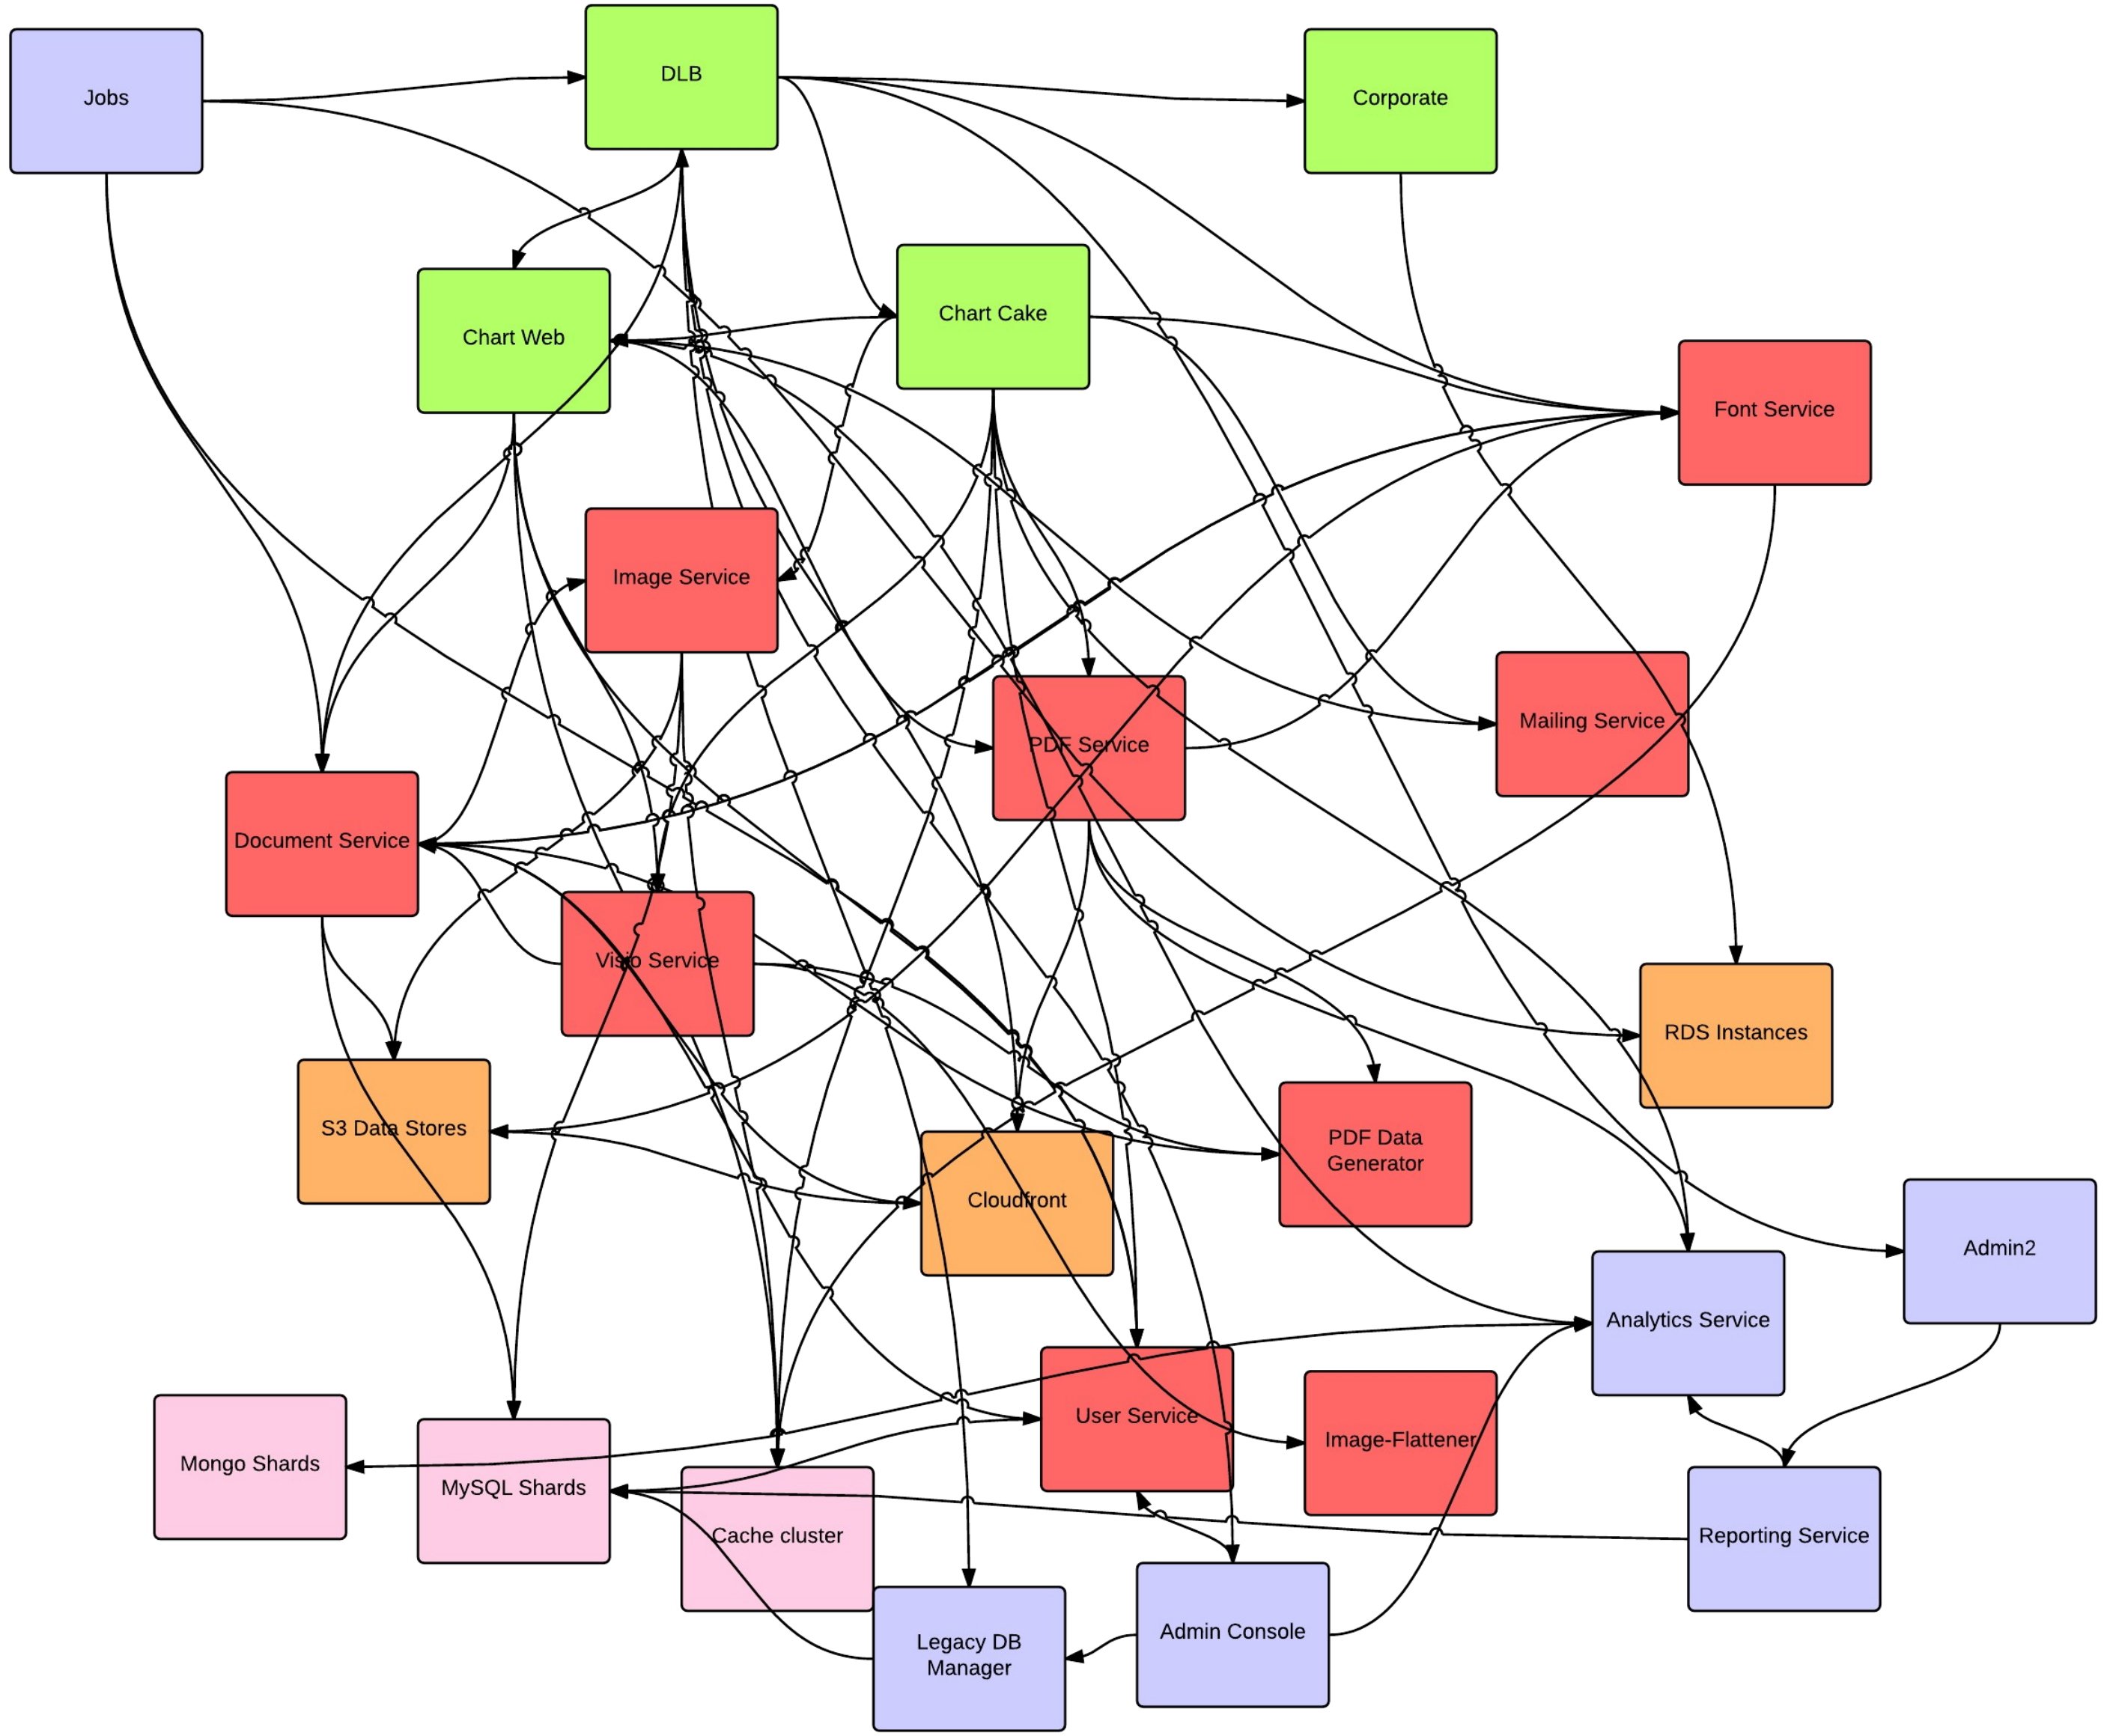 DLB
Jobs
Corporate
Chart Cake
Chart Web
Font Service
Image Service
Mailing Service
PDF Service
Document Service
Visio Service
RDS Instances
S3 Data Stores
PDF Data
Generator
Cloudfront
Admin2
Analytics Service
User Service
Image-Flattener
Mongo Shards
MySQL Shards
Cache cluster
Reporting Service
Admin Console
Legacy DB
Manager